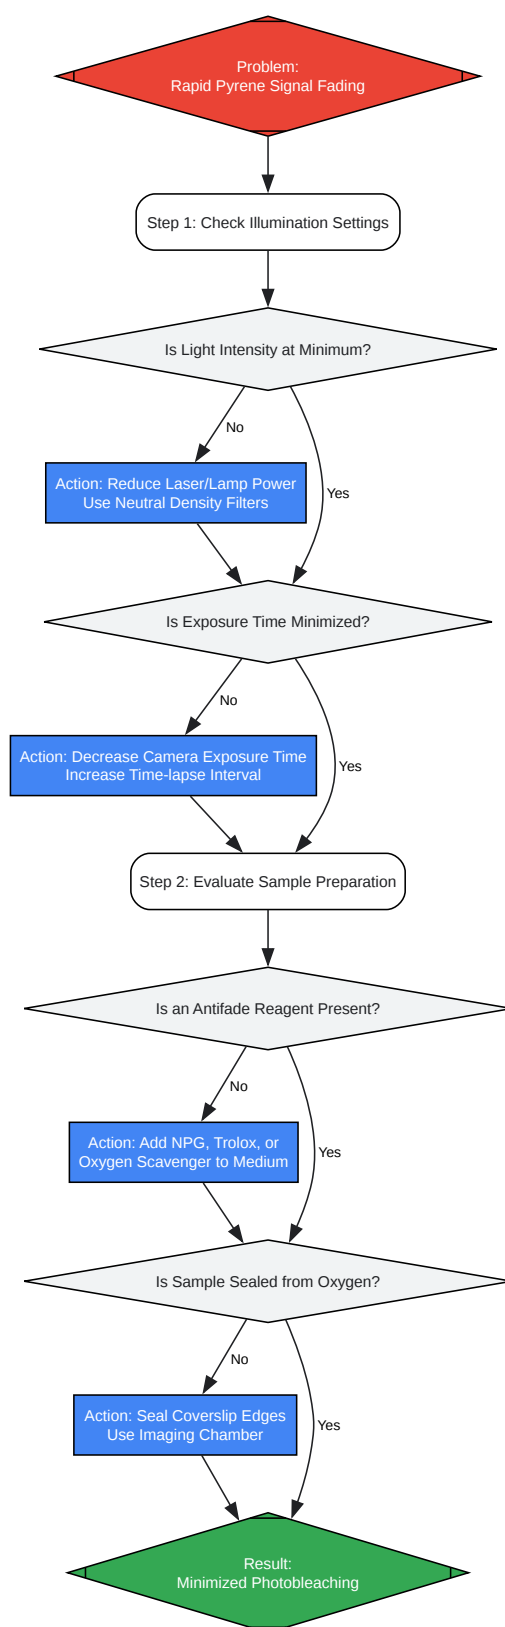 Problem:
Rapid Pyrene Signal Fading
Step 1: Check Illumination Settings
Is Light Intensity at Minimum?
No
Action: Reduce Laser/Lamp Power
Use Neutral Density Filters
Yes
Is Exposure Time Minimized?
No
Action: Decrease Camera Exposure Time
Increase Time-lapse Interval
Yes
Step 2: Evaluate Sample Preparation
Is an Antifade Reagent Present?
No
Action: Add NPG, Trolox, or
Oxygen Scavenger to Medium
Yes
Is Sample Sealed from Oxygen?
No
Action: Seal Coverslip Edges
Use Imaging Chamber
Yes
Result:
Minimized Photobleaching